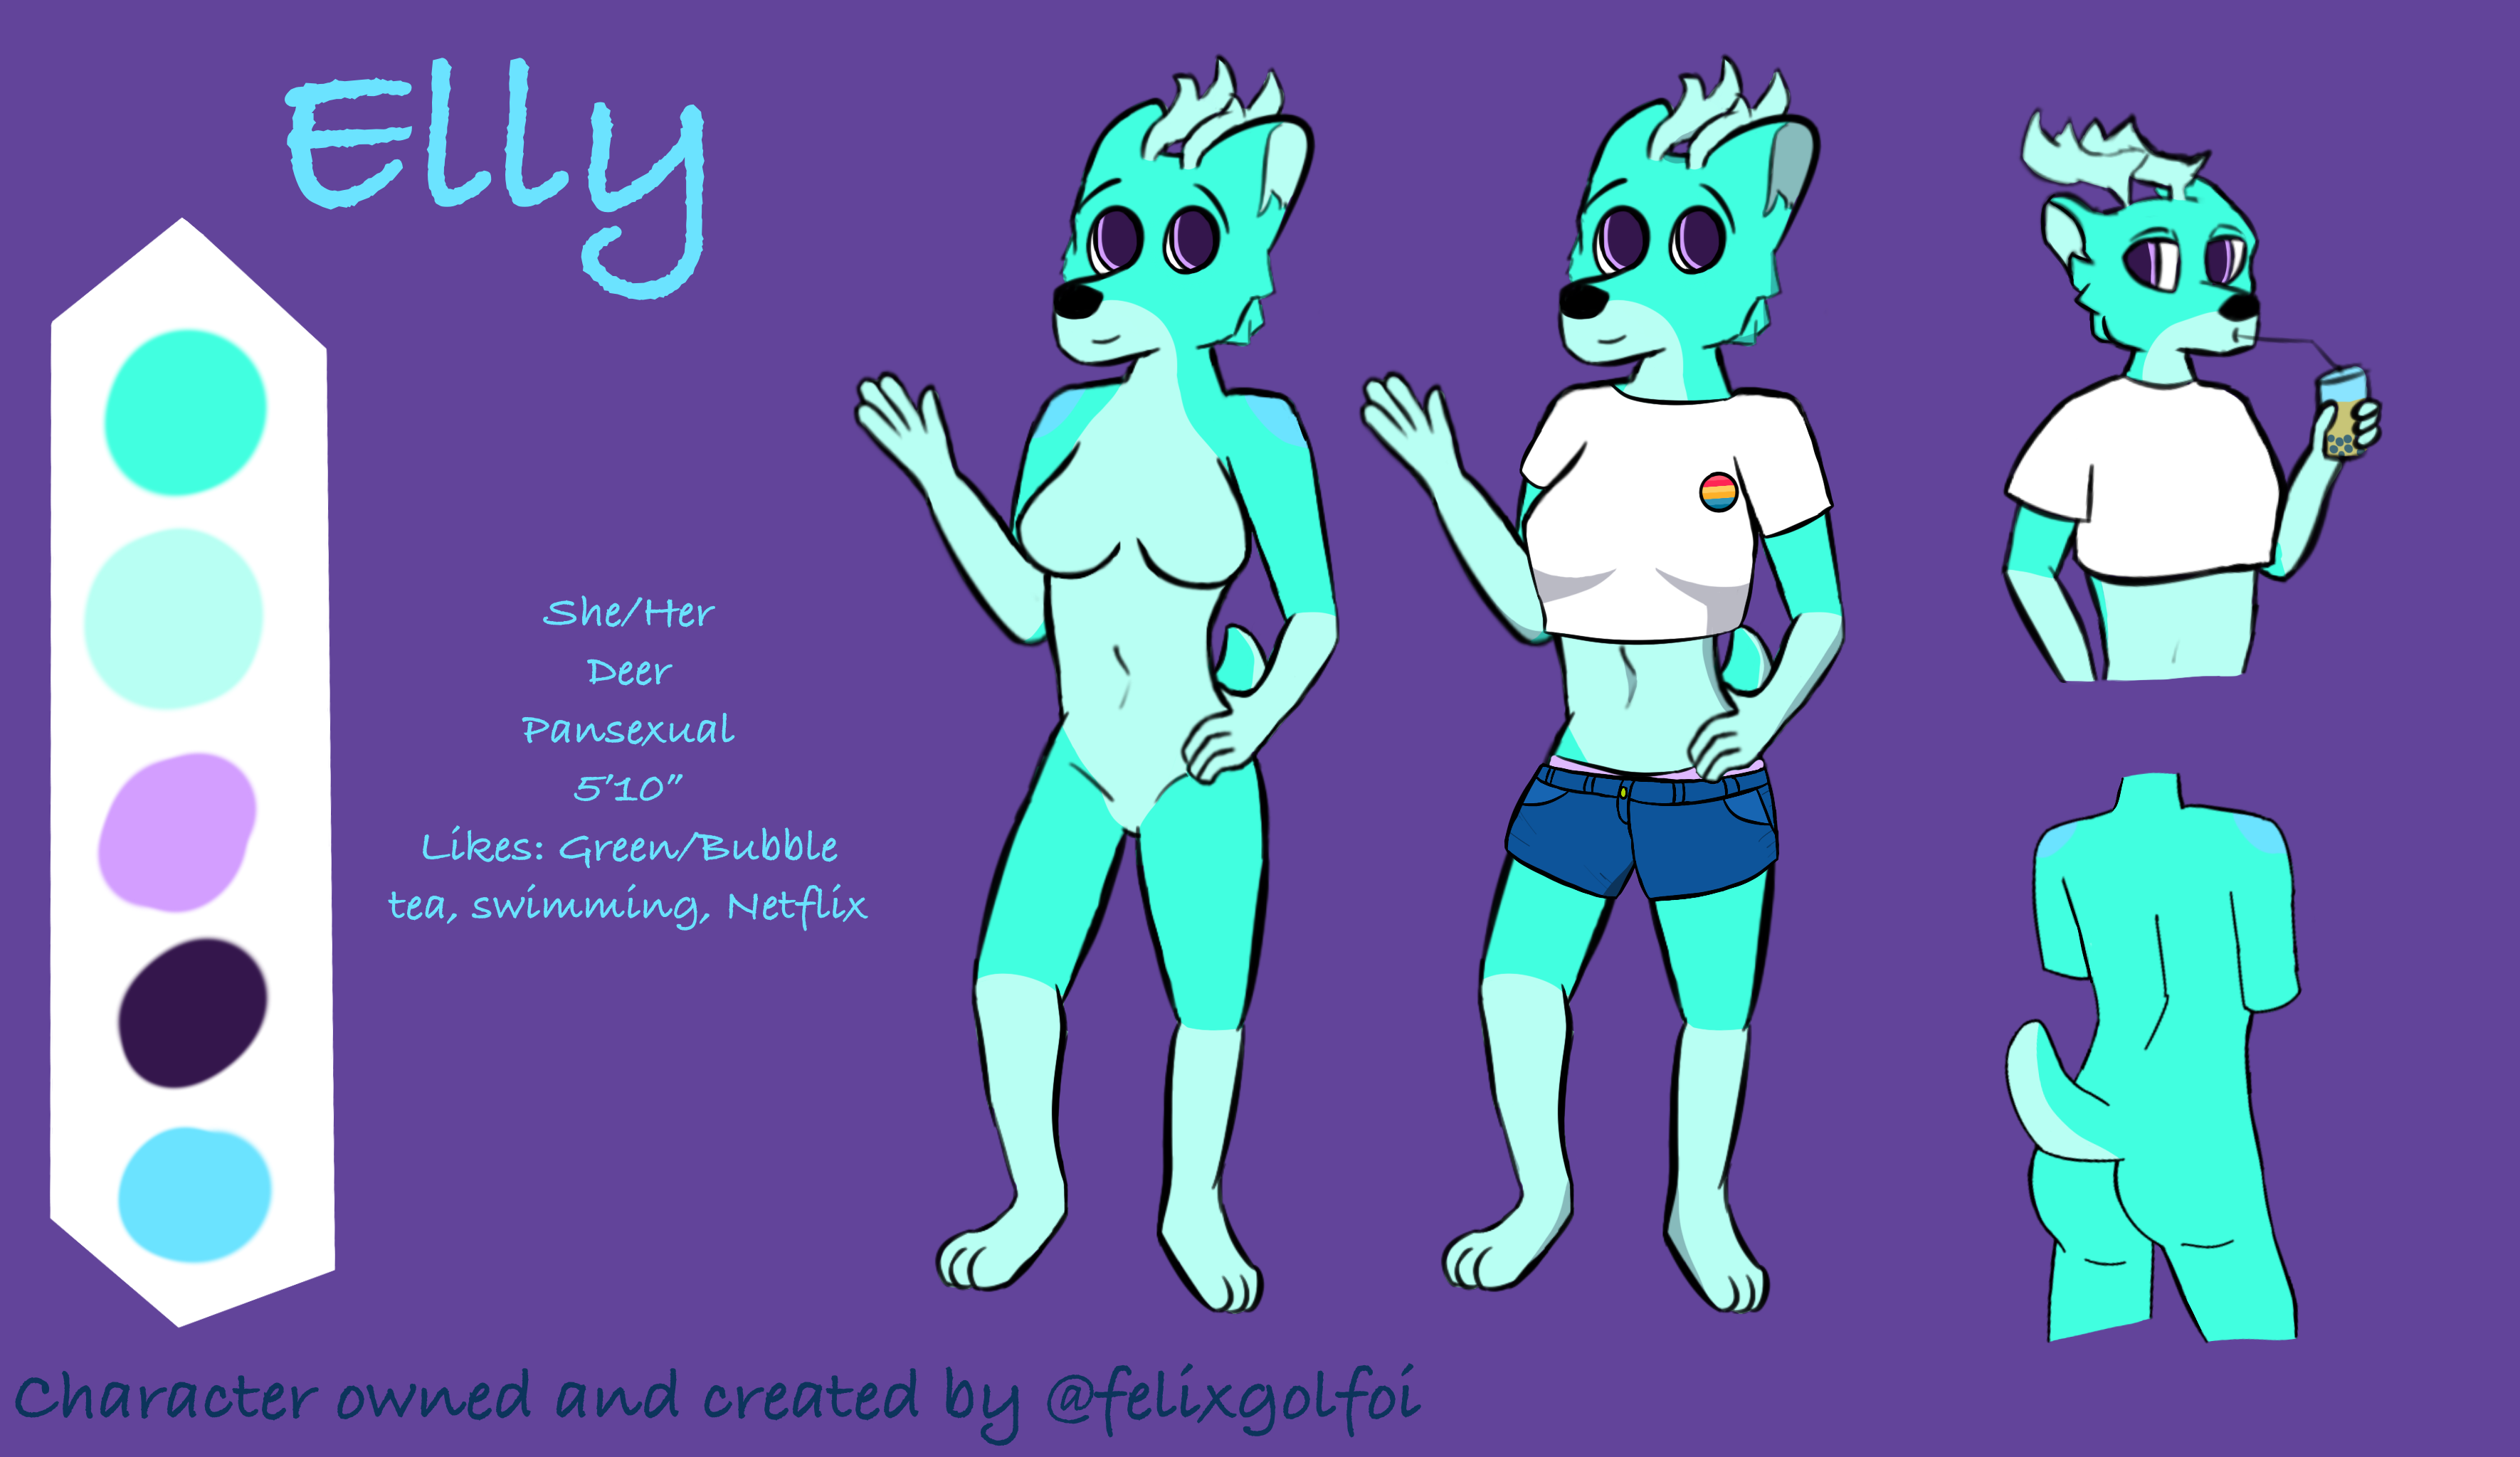 Elly
She/Her
Deer
Pansexual
5'10"
Likes: Green/Bubble
tea, swimming, Netflix
Character owned and created by @felixgolfoi